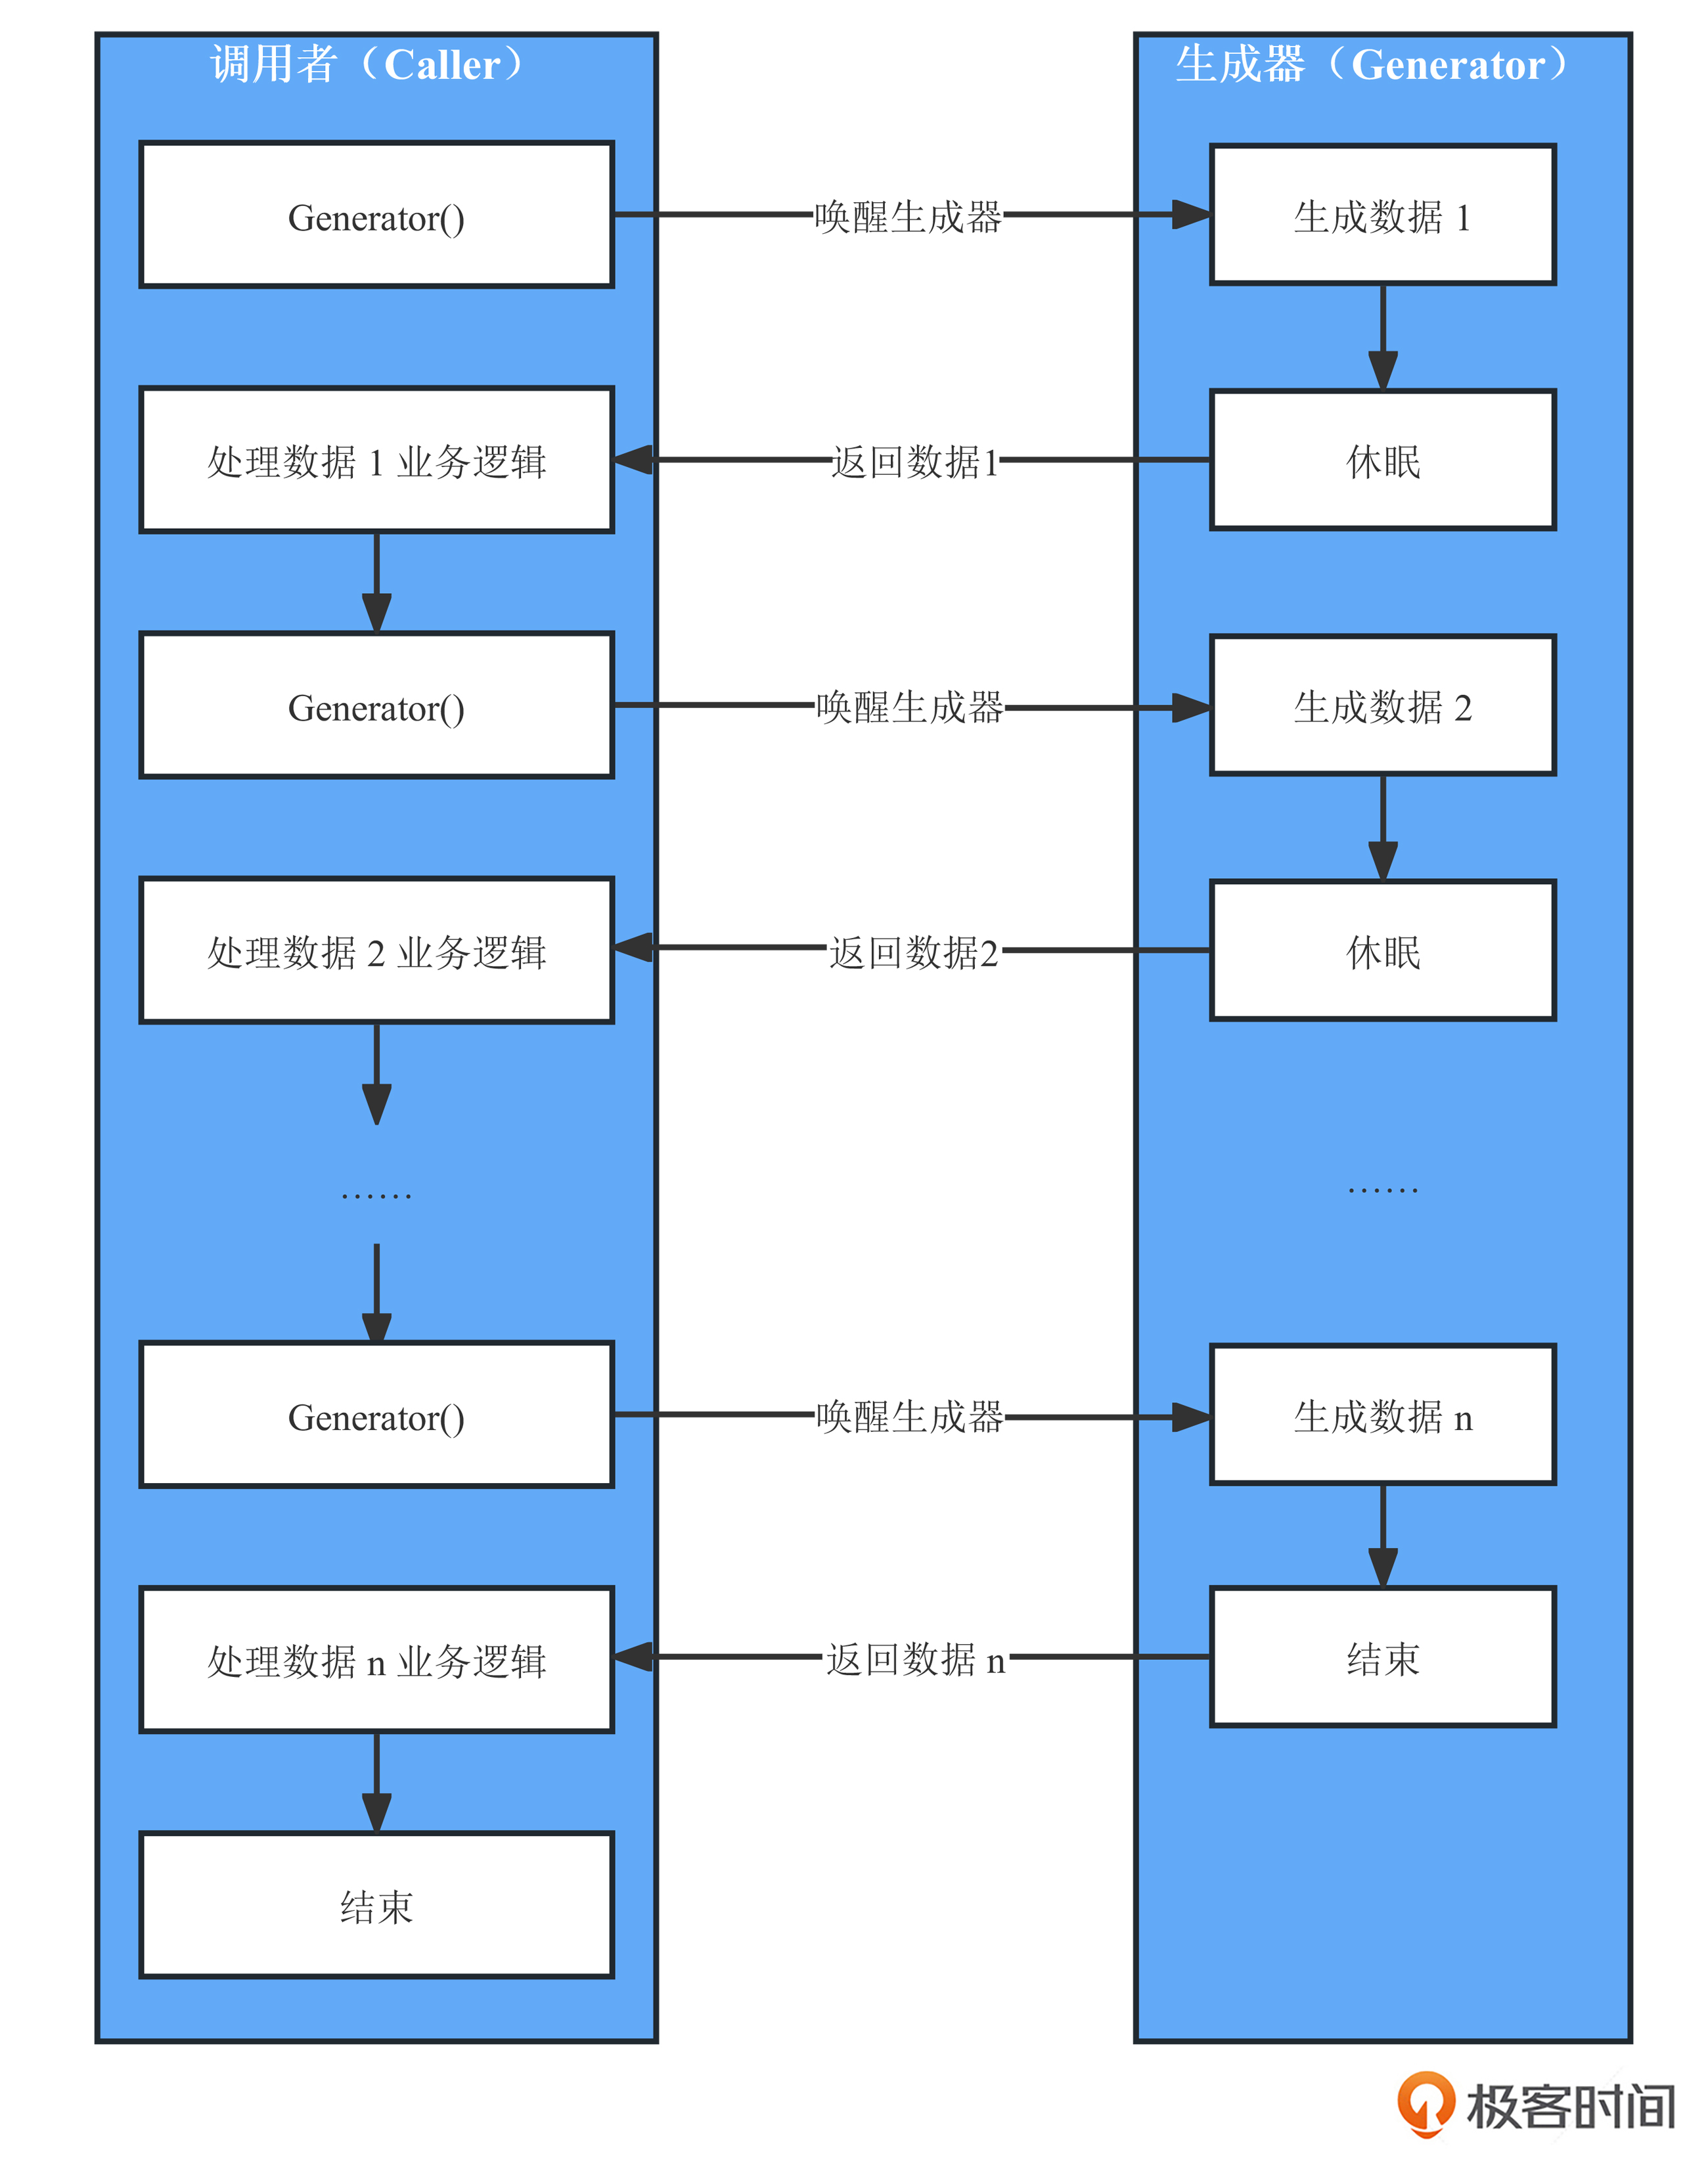 调用者（Caller）
生成器（Generator）
Generator()
唤醒生成器
生成数据 1
处理数据 1 业务逻辑
返回数据1
休眠
Generator()
唤醒生成器
生成数据 2
处理数据 2 业务逻辑
返回数据2
休眠
……
……
Generator()
唤醒生成器
生成数据 n
处理数据 n 业务逻辑
返回数据 n
结束
结束
极客时间